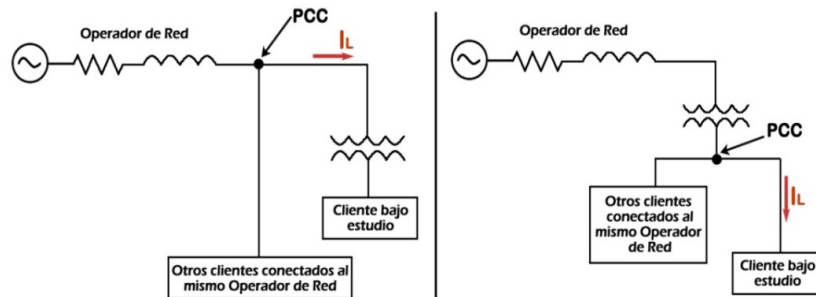 Operador de Red
PCC
IL
Cliente bajo
estudio
Otros clientes conectados al
mismo Operador de Red
Operador de Red
PCC
Otros clientes
conectados al
mismo Operador
de Red
IL
Cliente bajo
estudio